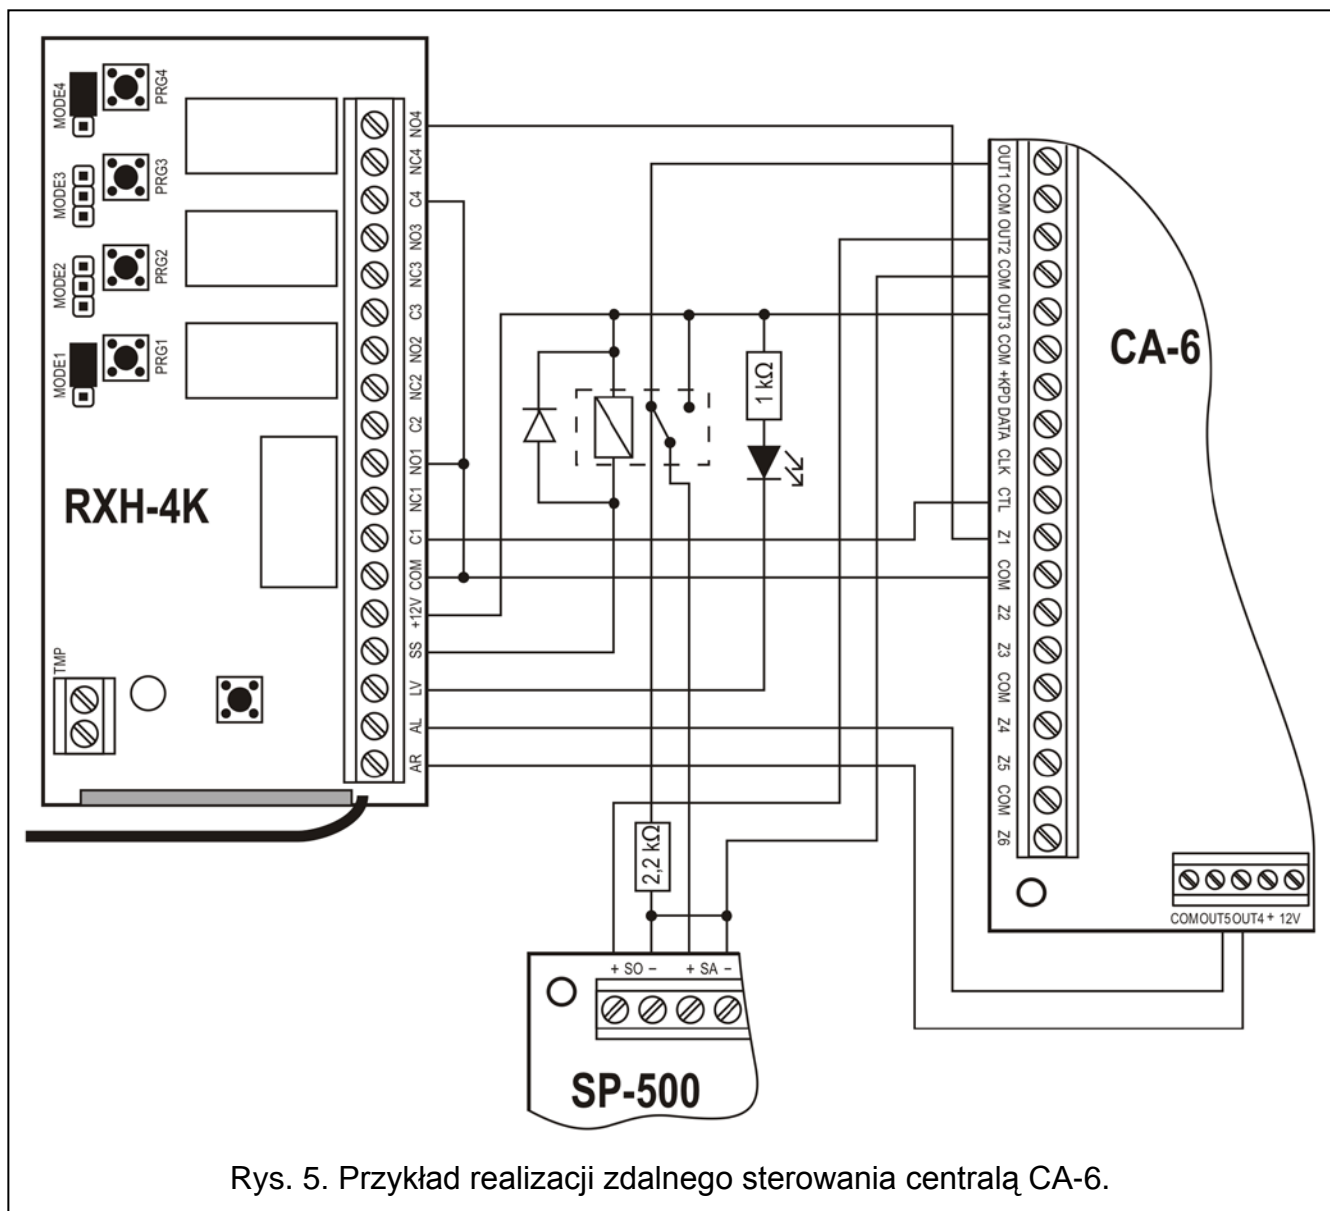 MODE4
PRG4
MODE3
PRG3
MODE2
PRG2
MODE1
PRG1
RXH-4K
TMP
NO4
NC4
C4
NO3
NC3
C3
NO2
NC2
C2
NO1
NC1
C1
COM
+12V
SS
LV
AL
AR
1 kΩ
2,2 kΩ
OUT1
COM
OUT2
COM
OUT3
COM
+KPD
DATA
CLK
CTL
Z1
COM
Z2
Z3
COM
Z4
Z5
COM
Z6
CA-6
COM OUT5 OUT4 + 12V
+ SO − + SA −
SP-500
Rys. 5. Przykład realizacji zdalnego sterowania centralą CA-6.